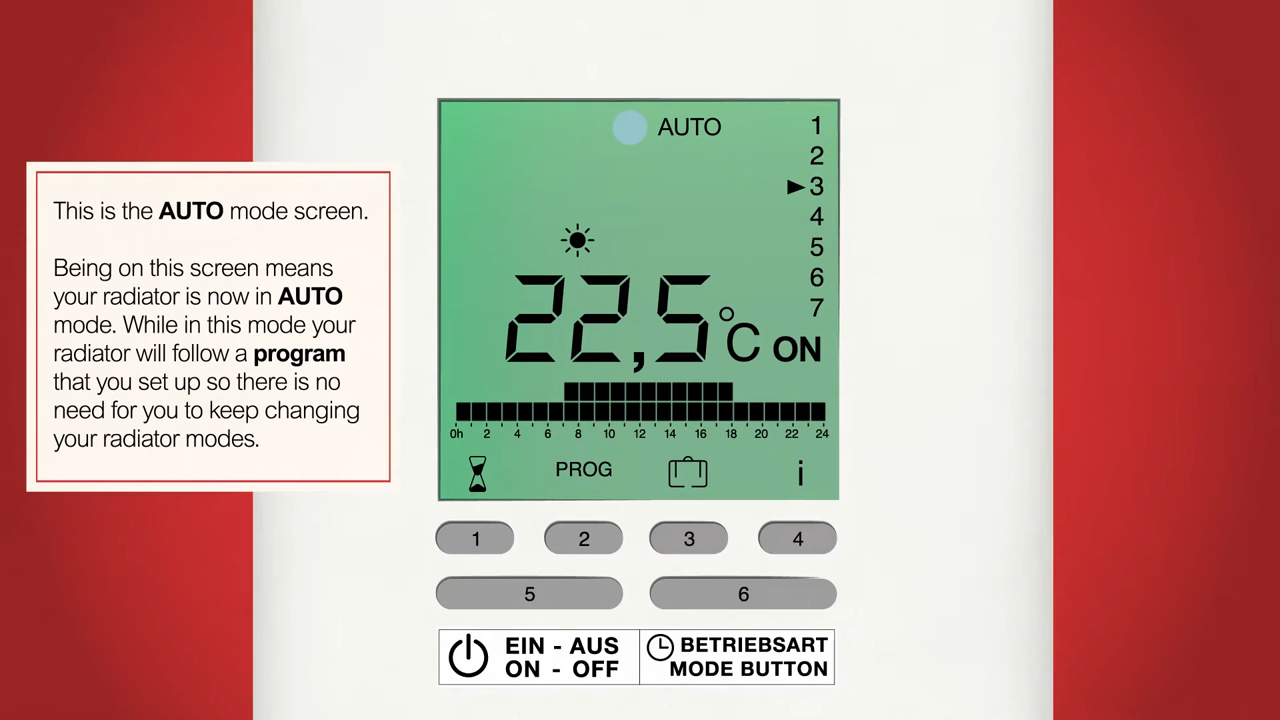 This is the AUTO mode screen.
Being on this screen means
your radiator is now in AUTO
mode. While in this mode your
radiator will follow a program
that you set up so there is no
need for you to keep changing
your radiator modes.
AUTO
1
2
3
4
5
6
7
22,5°C ON
0h 2 4 6 8 10 12 14 16 18 20 22 24
PROG i
1 2 3 4
5 6
EIN - AUS
ON - OFF
BETRIEBSART
MODE BUTTON